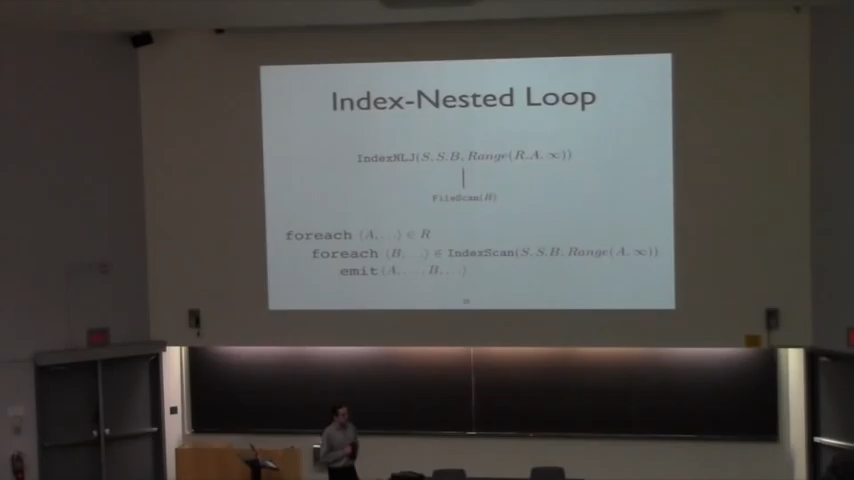 Index-Nested Loop
IndexNLJ(S, S.B, Range(R.A, ∞))
FileScan(R)
foreach ⟨A, ...⟩ ∈ R
foreach ⟨B, ...⟩ ∈ IndexScan(S, S.B, Range(A, ∞))
emit⟨A, ..., B, ...⟩